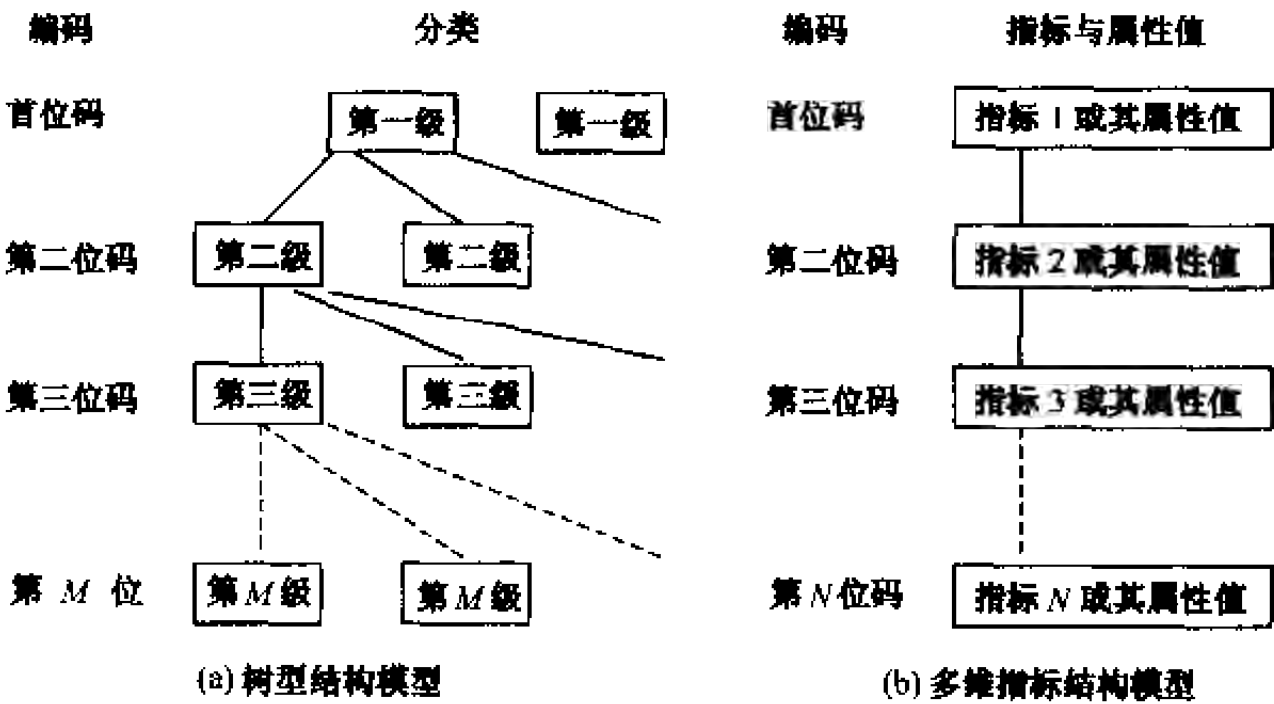 编码 分类 编码 指标与属性值
首位码 第一级 第一级 首位码 指标1或其属性值
第二位码 第二级 第二级 第二位码 指标2或其属性值
第三位码 第三级 第三级 第三位码 指标3或其属性值
第 M 位 第M级 第M级 第N位码 指标N或其属性值
(a) 树型结构模型 (b) 多维指标结构模型